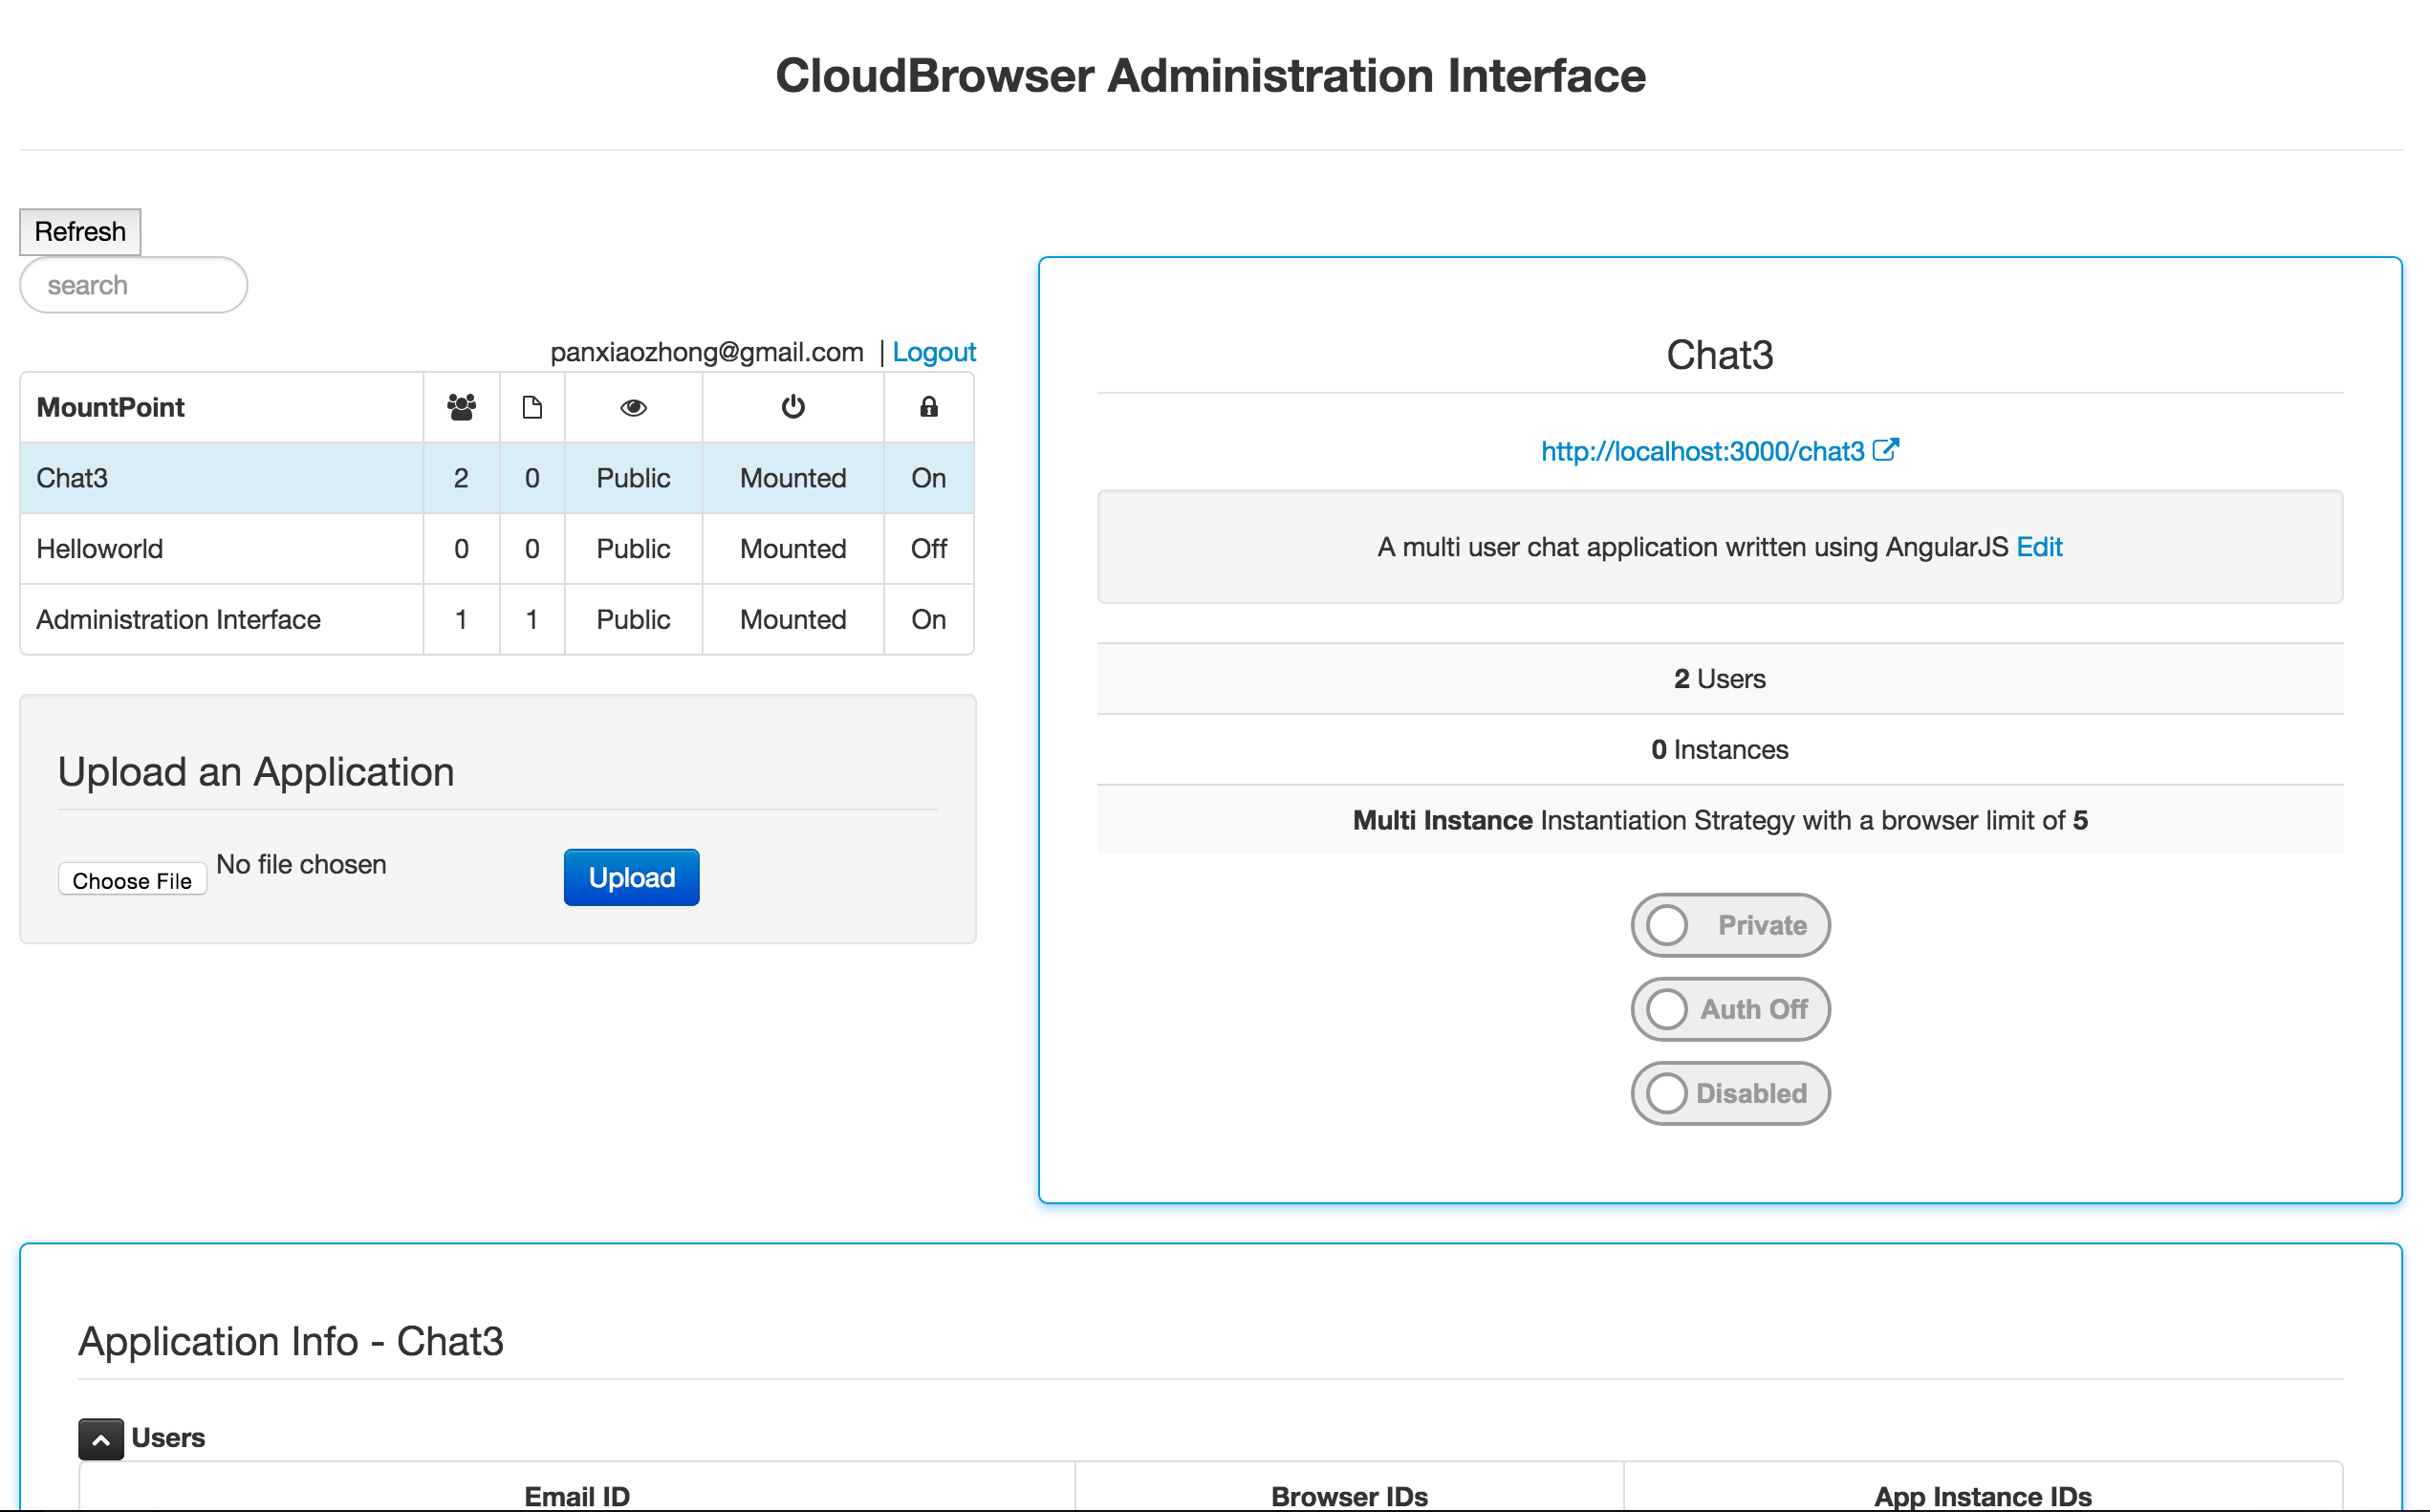 CloudBrowser Administration Interface
Refresh
search
panxiaozhong@gmail.com | Logout
MountPoint
Chat3 2 0 Public Mounted On
Helloworld 0 0 Public Mounted Off
Administration Interface 1 1 Public Mounted On
Upload an Application
Choose File No file chosen Upload
Chat3
http://localhost:3000/chat3
A multi user chat application written using AngularJS Edit
2 Users
0 Instances
Multi Instance Instantiation Strategy with a browser limit of 5
Private
Auth Off
Disabled
Application Info - Chat3
Users
Email ID Browser IDs App Instance IDs